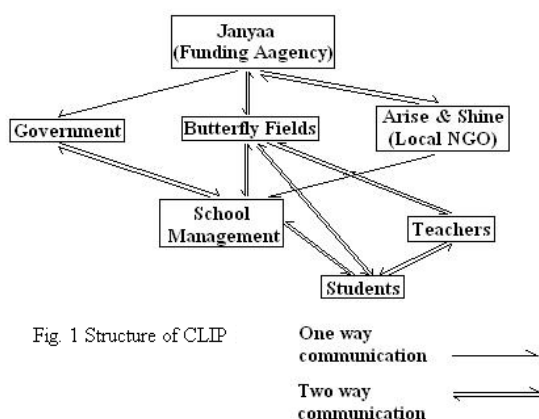 Janyaa
(Funding Aagency)
Government
Butterfly Fields
Arise & Shine
(Local NGO)
School
Management
Teachers
Students
Fig. 1 Structure of CLIP
One way
communication
Two way
communication